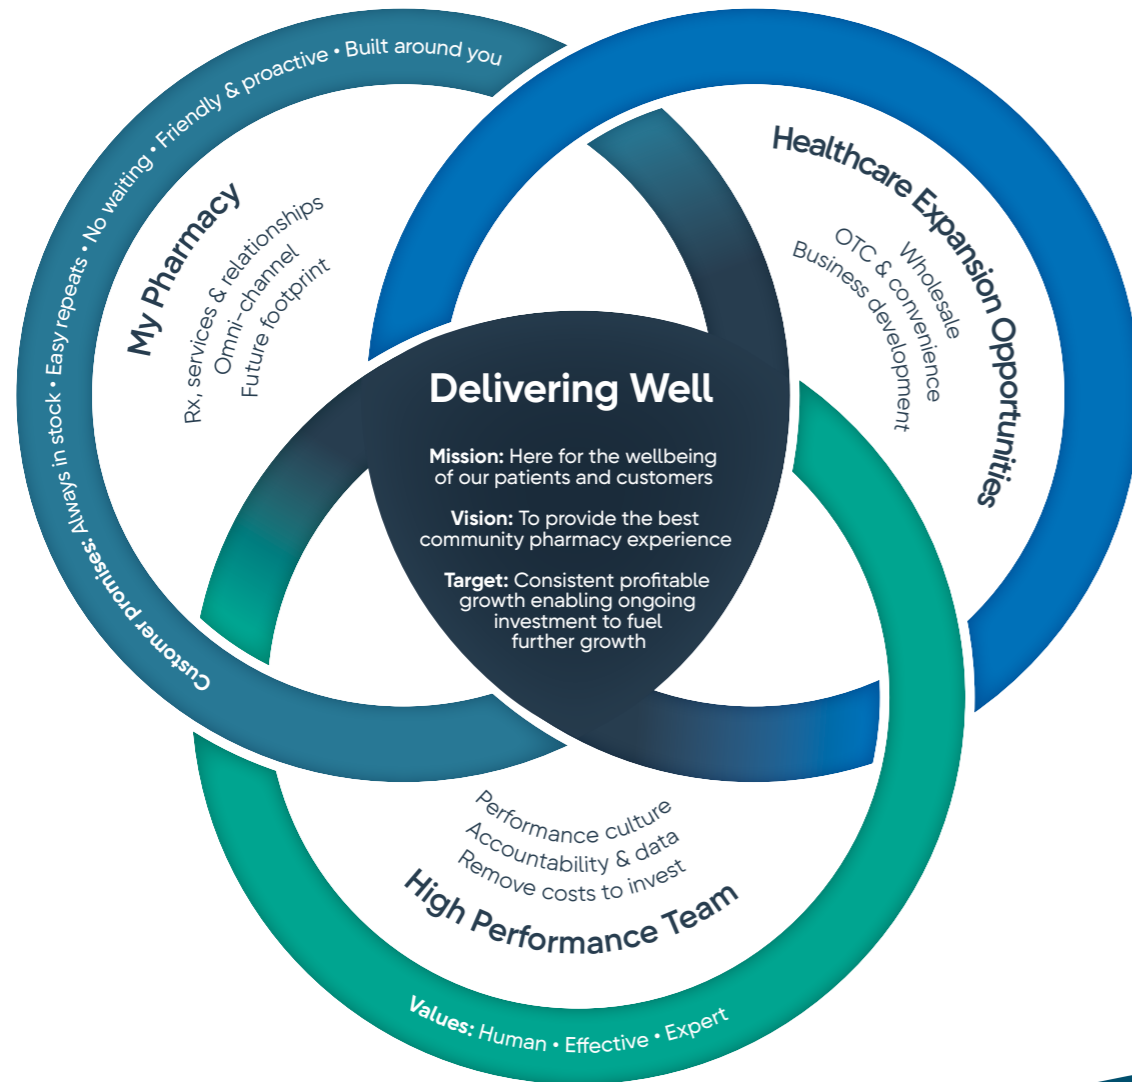 Customer promises: Always in stock • Easy repeats • No waiting • Friendly & proactive • Built around you
My Pharmacy
Rx, services & relationships
Omni-channel
Future footprint
Healthcare Expansion Opportunities
Wholesale
OTC & convenience
Business development
Delivering Well
Mission: Here for the wellbeing
of our patients and customers
Vision: To provide the best
community pharmacy experience
Target: Consistent profitable
growth enabling ongoing
investment to fuel
further growth
Performance culture
Accountability & data
Remove costs to invest
High Performance Team
Values: Human • Effective • Expert